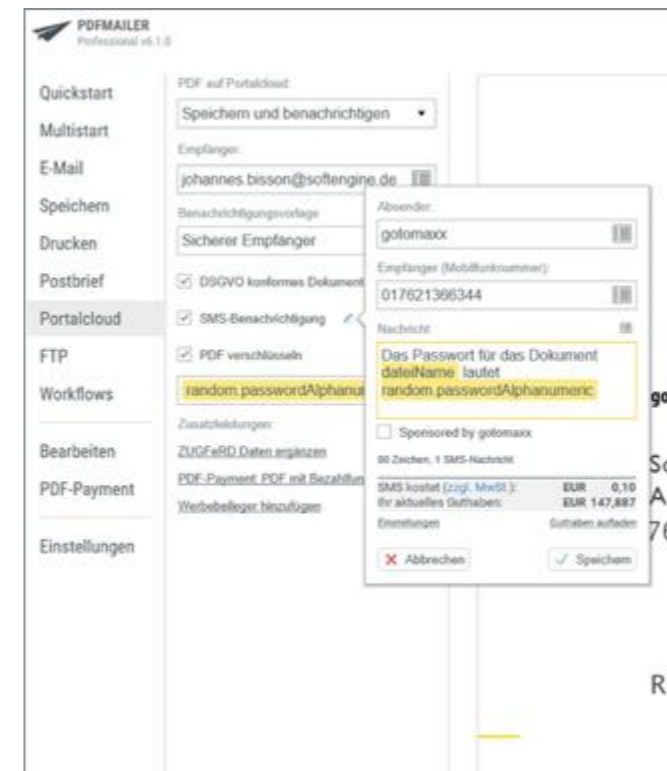 PDFMAILER
Professional v6.1.0
Quickstart
Multistart
E-Mail
Speichern
Drucken
Postbrief
Portalcloud
FTP
Workflows
Bearbeiten
PDF-Payment
Einstellungen
PDF auf Portalcloud:
Speichern und benachrichtigen
Empfänger:
johannes.bisson@softengine.de
Benachrichtigungsvorlage
Sicherer Empfänger
DSGVO konformes Dokument
SMS-Benachrichtigung
PDF verschlüsseln
random.passwordAlphanu
Zusatzleistungen:
ZUGFeRD Daten ergänzen
PDF-Payment: PDF mit Bezahlfun
Werbebeileger hinzufügen
Absender:
gotomaxx
Empfänger (Mobilfunknummer):
017621366344
Nachricht
Das Passwort für das Dokument
dateiName lautet
random.passwordAlphanumeric
Sponsored by gotomaxx
Zeichen, 1 SMS-Nachricht
SMS kostet (zzgl. MwSt.): EUR 0,10
Ihr aktuelles Guthaben: EUR 147,887
Einstellungen Guthaben aufladen
Abbrechen Speichern
go
So
A
76
R